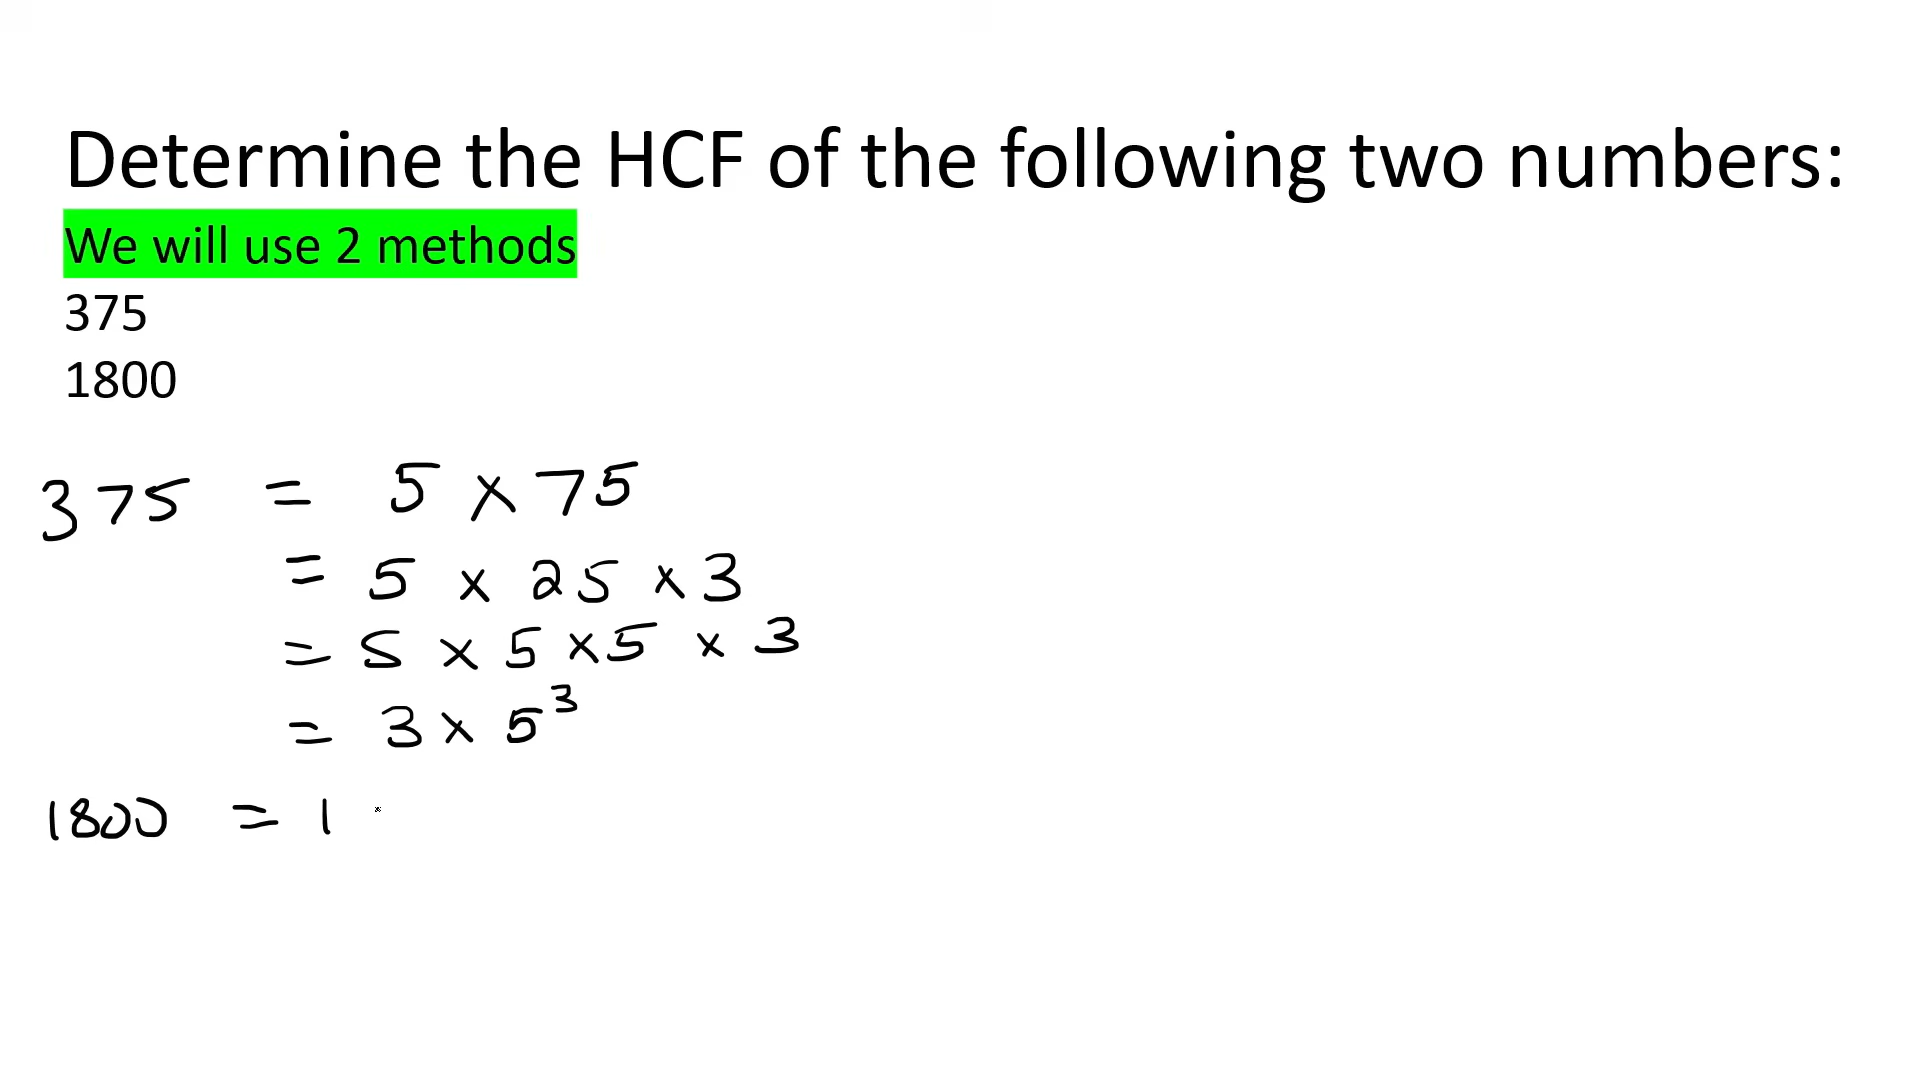 Determine the HCF of the following two numbers:
We will use 2 methods
375
1800
375 = 5 × 75
= 5 × 25 × 3
= 5 × 5 × 5 × 3
= 3 × 5³
1800 = 1